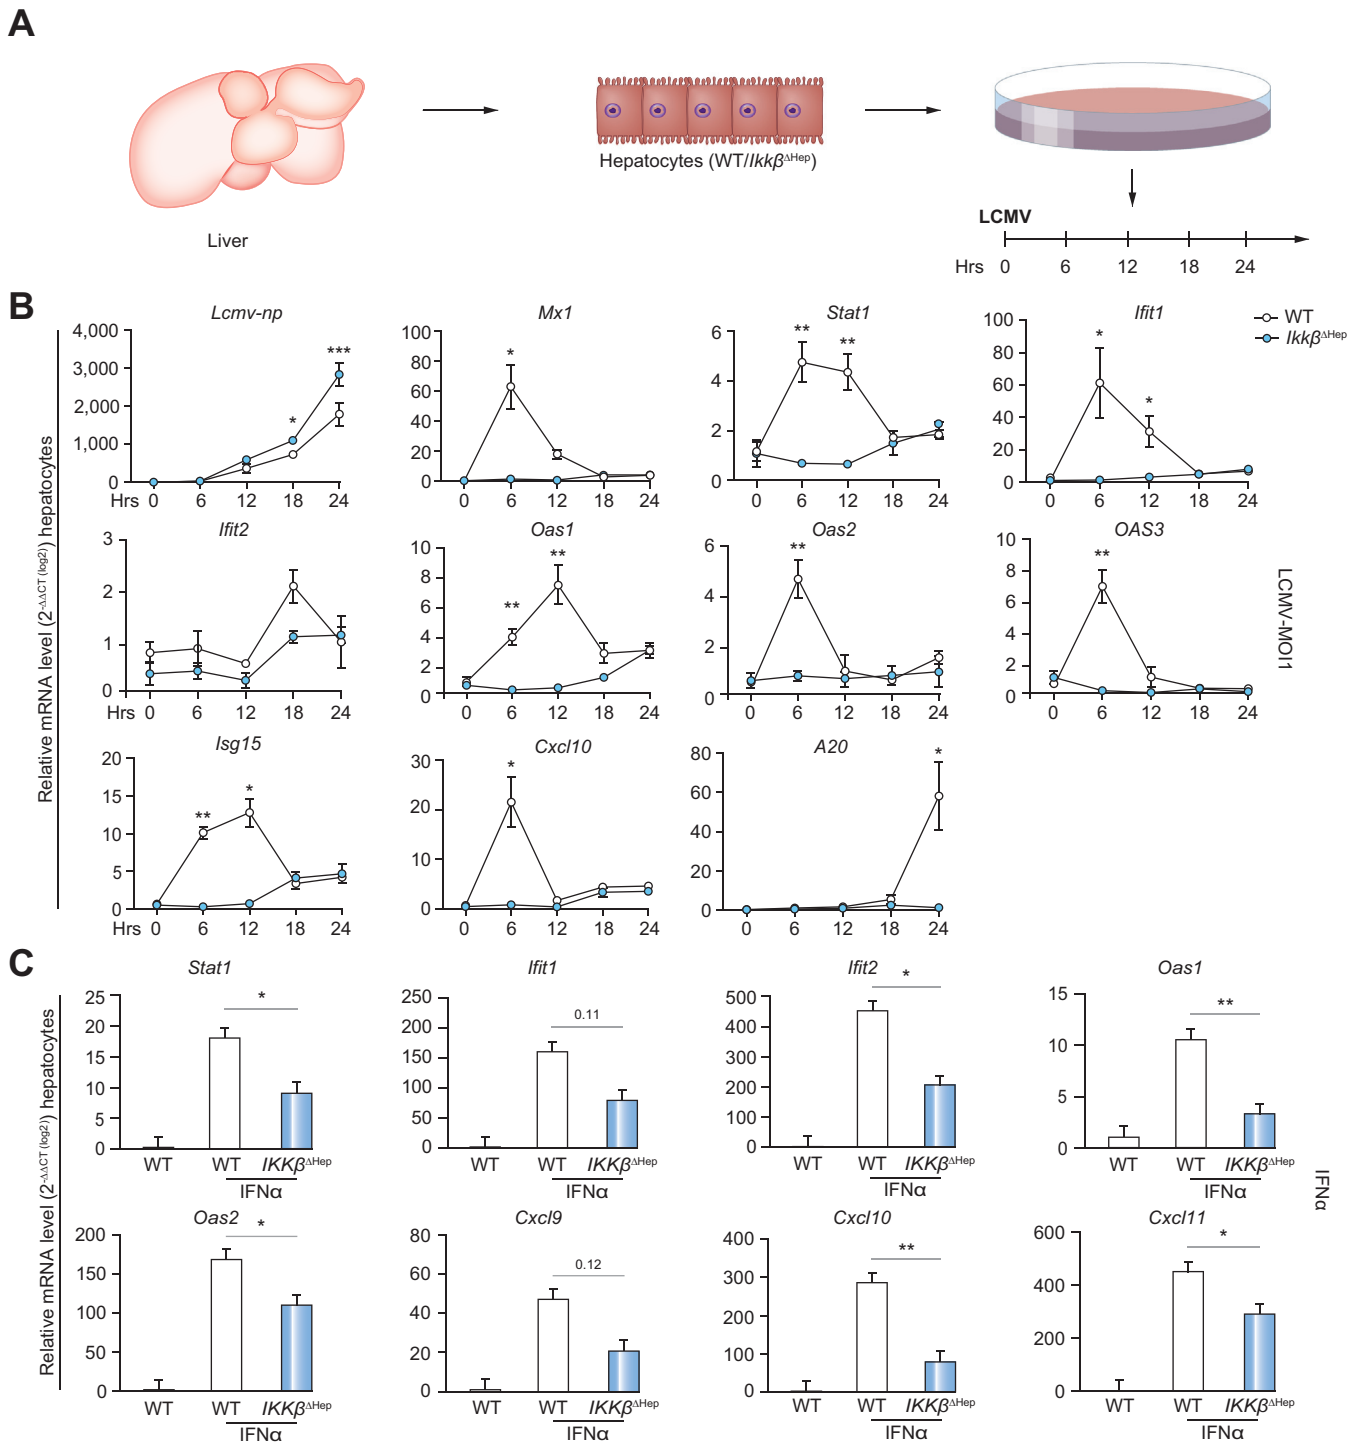 A
Liver
Hepatocytes (WT/Ikkβ^ΔHep)
LCMV
Hrs 0 6 12 18 24
B
Relative mRNA level (2^-ΔΔCT (log2)) hepatocytes
Lcmv-np
4,000
3,000
2,000
1,000
0
***
*
Hrs 0 6 12 18 24
Mx1
100
80
60
40
20
0
*
0 6 12 18 24
Stat1
6
4
2
0
** **
0 6 12 18 24
Ifit1
100
80
60
40
20
0
*
*
0 6 12 18 24
WT
Ikkβ^ΔHep
Ifit2
3
2
1
0
Hrs 0 6 12 18 24
Oas1
10
8
6
4
2
0
**
**
0 6 12 18 24
Oas2
6
4
2
0
**
0 6 12 18 24
OAS3
10
8
6
4
2
0
**
0 6 12 18 24
LCMV-MOI1
Isg15
20
15
10
5
0
**
*
Hrs 0 6 12 18 24
Cxcl10
30
20
10
0
*
0 6 12 18 24
A20
80
60
40
20
0
*
0 6 12 18 24
C
Relative mRNA level (2^-ΔΔCT (log2)) hepatocytes
Stat1
25
20
15
10
5
0
*
WT WT IKKβ^ΔHep
IFNα
Ifit1
250
200
150
100
50
0
0.11
WT WT IKKβ^ΔHep
IFNα
Ifit2
500
400
300
200
100
0
*
WT WT IKKβ^ΔHep
IFNα
Oas1
15
10
5
0
**
WT WT IKKβ^ΔHep
IFNα
IFNα
Oas2
200
150
100
50
0
*
WT WT IKKβ^ΔHep
IFNα
Cxcl9
80
60
40
20
0
0.12
WT WT IKKβ^ΔHep
IFNα
Cxcl10
400
300
200
100
0
**
WT WT IKKβ^ΔHep
IFNα
Cxcl11
600
400
200
0
*
WT WT IKKβ^ΔHep
IFNα